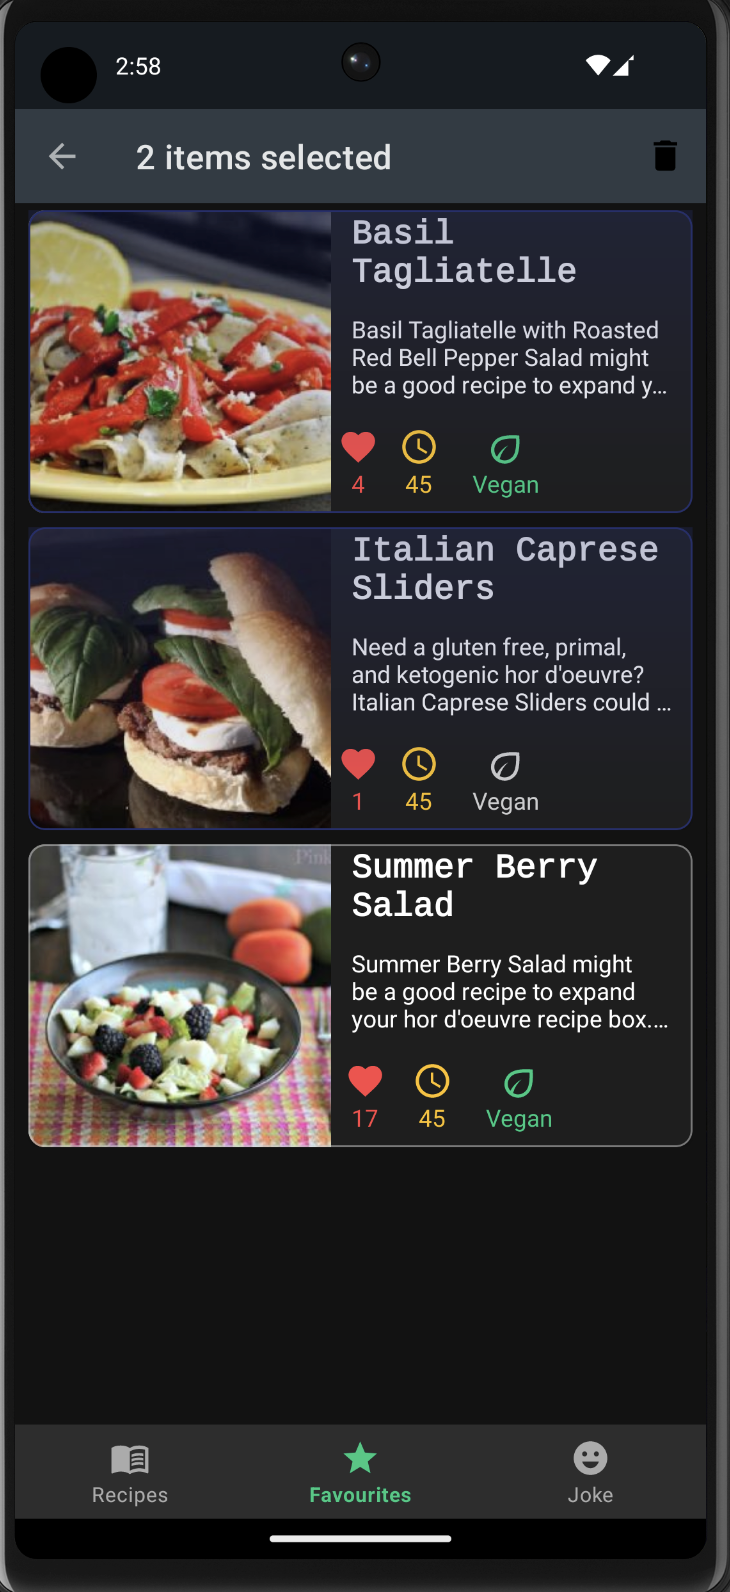 2:58
2 items selected
Basil
Tagliatelle
Basil Tagliatelle with Roasted
Red Bell Pepper Salad might
be a good recipe to expand y...
4
45
Vegan
Italian Caprese
Sliders
Need a gluten free, primal,
and ketogenic hor d'oeuvre?
Italian Caprese Sliders could ...
1
45
Vegan
Pink
Summer Berry
Salad
Summer Berry Salad might
be a good recipe to expand
your hor d'oeuvre recipe box....
17
45
Vegan
Recipes
Favourites
Joke